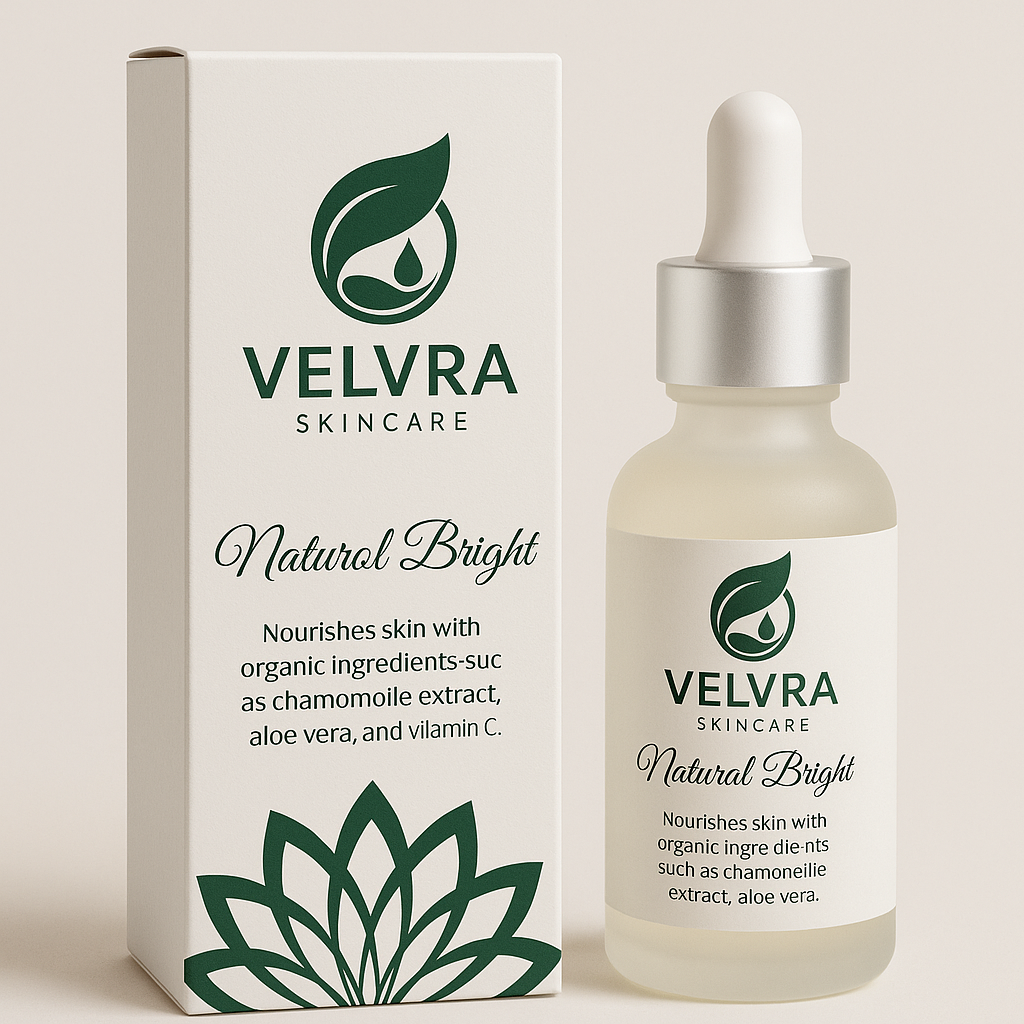 VELVRA
SKINCARE
Naturol Bright
Nourishes skin with
organic ingredients-suc
as chamomoile extract,
aloe vera, and vilamin C.
VELVRA
SKINCARE
Natural Bright
Nourishes skin with
organic ingre die-nts
such as chamoneilie
extract, aloe vera.